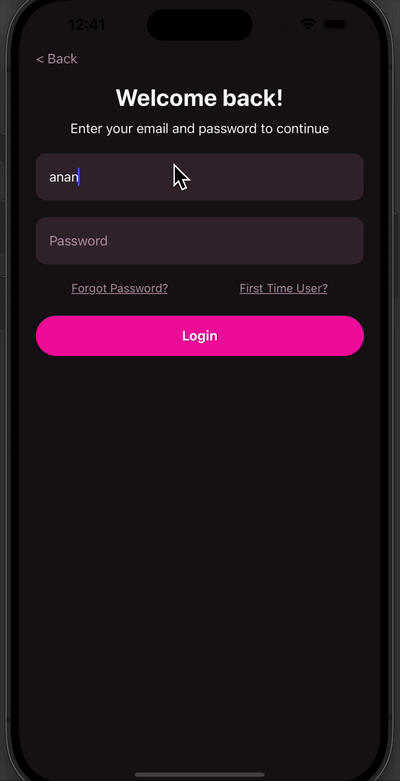 12:41
< Back
Welcome back!
Enter your email and password to continue
anan
Password
Forgot Password? First Time User?
Login